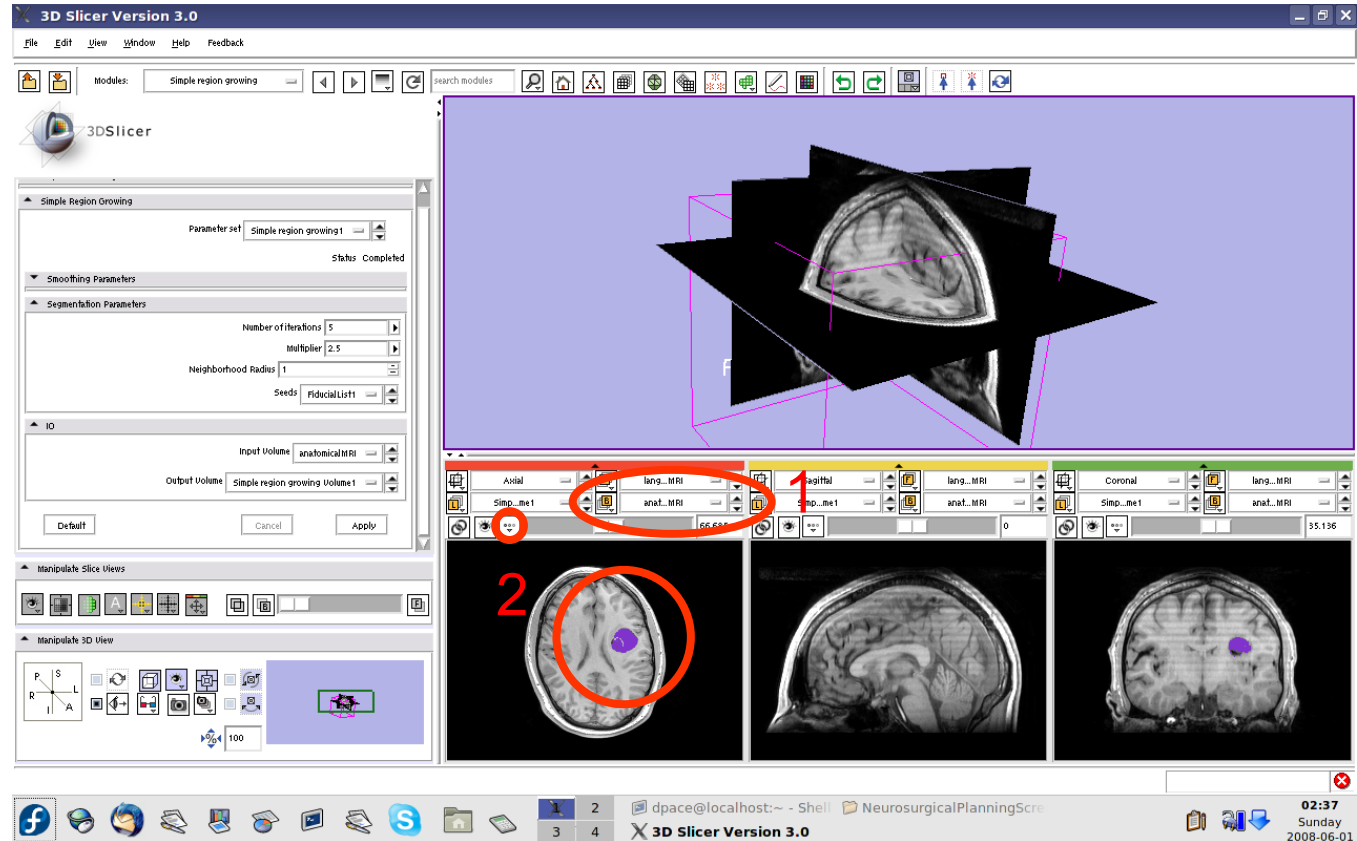 3D Slicer Version 3.0
File Edit View Window Help Feedback
Modules: Simple region growing search modules
3DSlicer
Simple Region Growing
Parameter set Simple region growing1
Status Completed
Smoothing Parameters
Segmentation Parameters
Number of iterations 5
Multiplier 2.5
Neighborhood Radius 1
Seeds FiducialList1
IO
Input Volume anatomicalMRI
Output Volume Simple region growing Volume1
Default Cancel Apply
Manipulate Slice Views
Manipulate 3D View
P S
R L
I A
100
1
Axial lang...MRI
Simp...me1 anat...MRI
Sagittal lang...MRI
anat...MRI
0
Coronal lang...MRI
Simp...me1 anat...MRI
35.136
2
1 2
3 4
dpace@localhost:~ - Shell NeurosurgicalPlanningScre
3D Slicer Version 3.0
02:37
Sunday
2008-06-01